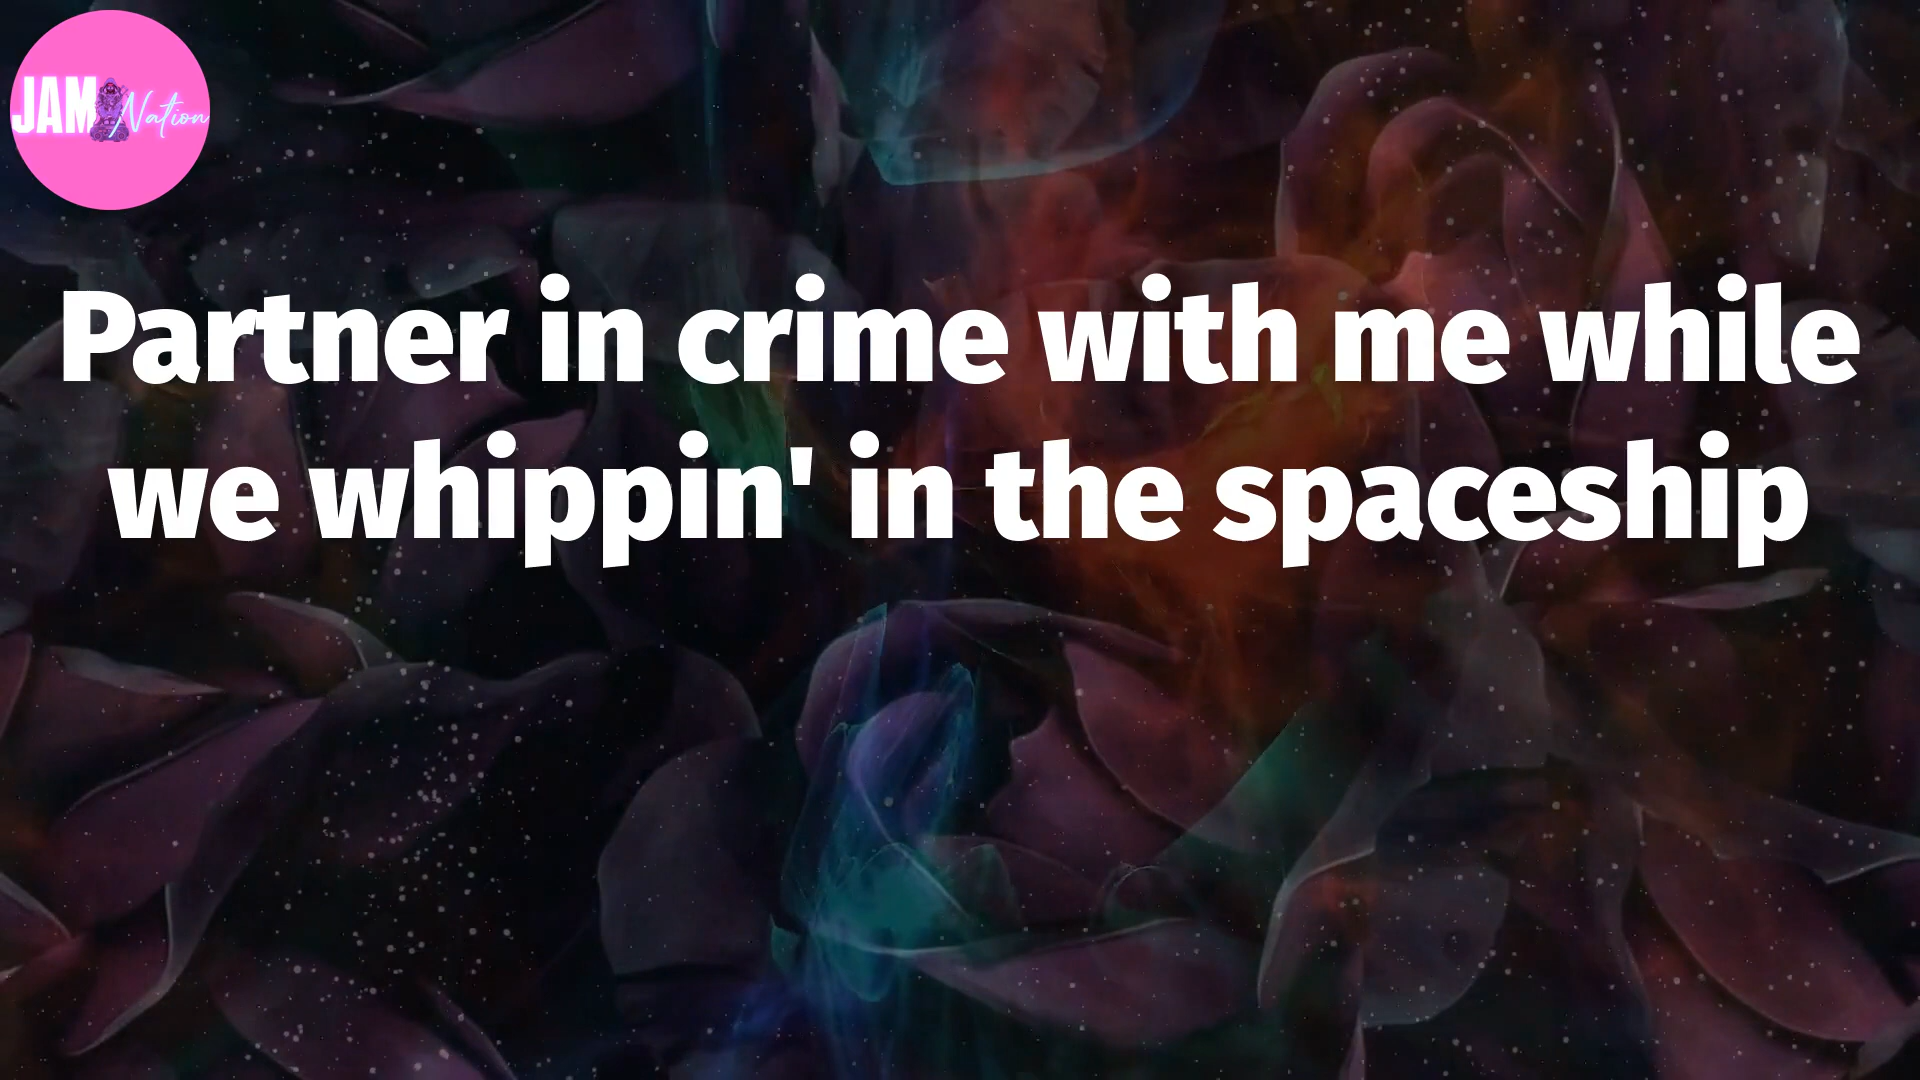 JAM Nation
Partner in crime with me while
we whippin' in the spaceship